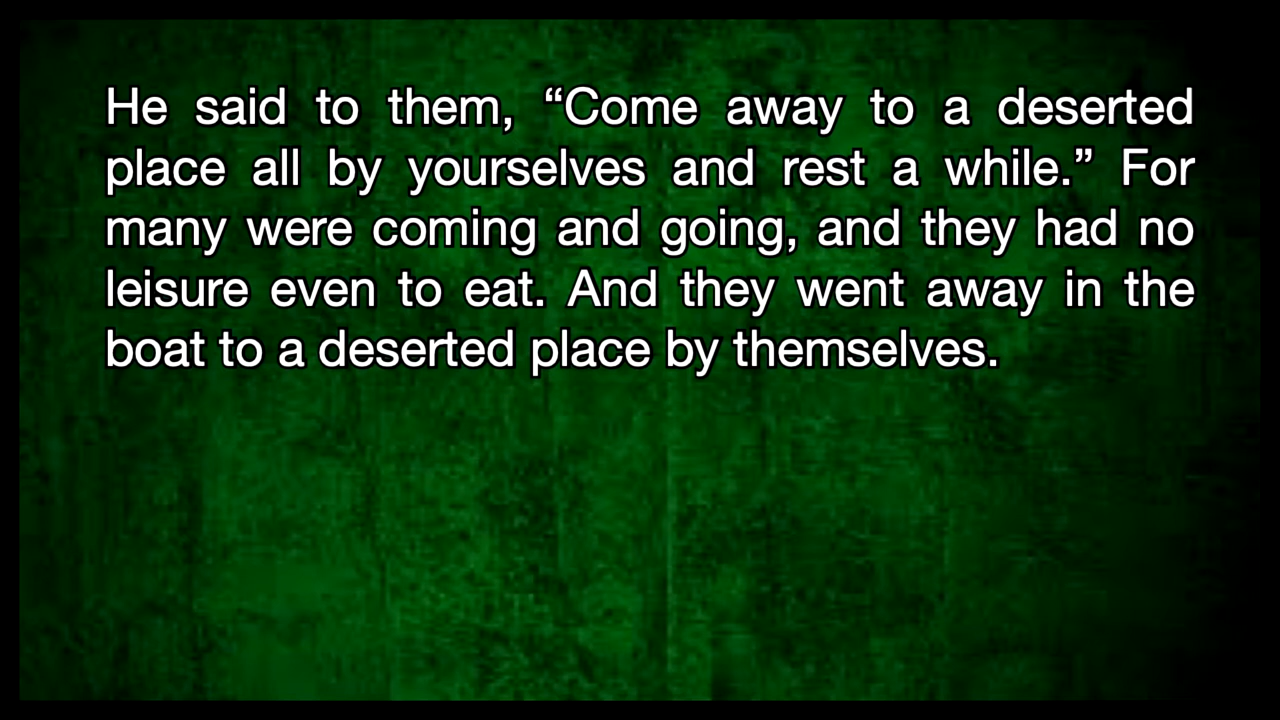 He said to them, “Come away to a deserted
place all by yourselves and rest a while.” For
many were coming and going, and they had no
leisure even to eat. And they went away in the
boat to a deserted place by themselves.